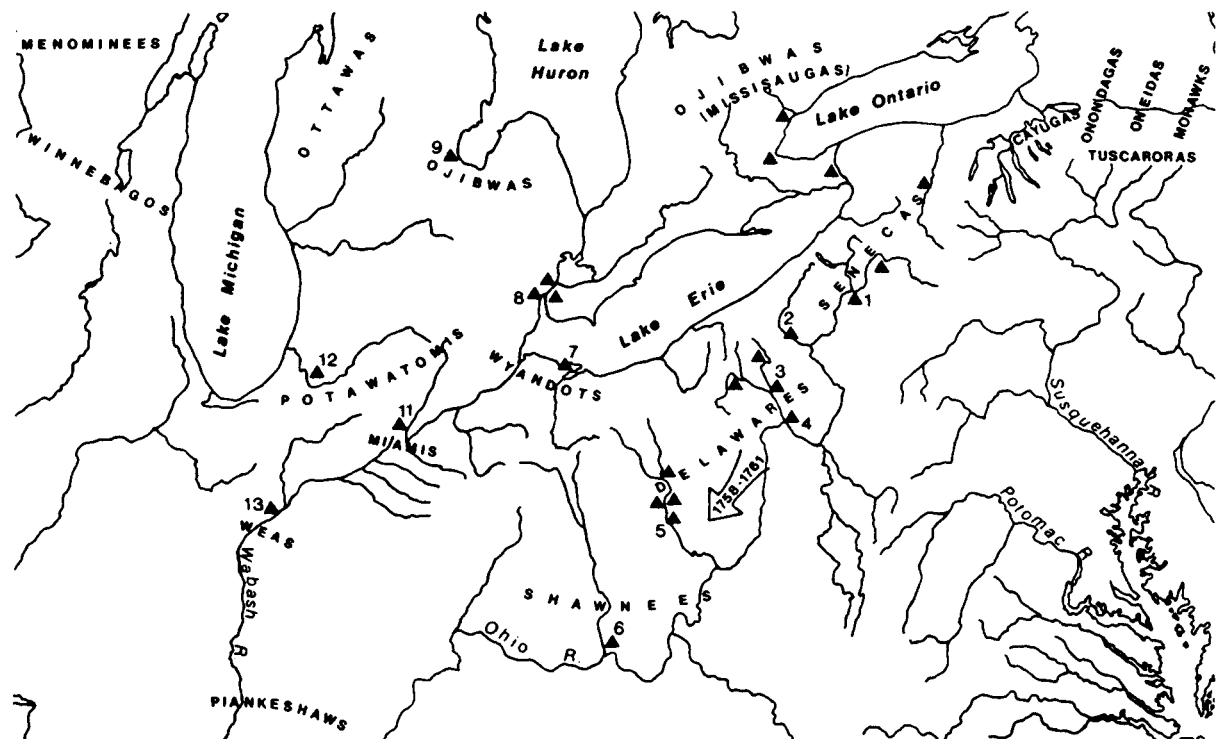 MENOMINEES
WINNEBAGOS
OTTAWAS
Lake Michigan
Lake
Huron
9
OJIBWAS
OJIBWAS
(MISSISAUGAS)
Lake Ontario
CAYUGAS
ONONDAGAS
ONEIDAS
MORAWKS
TUSCARORAS
SENECAS
1
2
Lake Erie
8
7
WYANDOTS
12
POTAWATOMIS
11
MIAMIS
3
4
DELAWARES
1758-1761
5
13
WEAS
Wabash R
SHAWNEES
6
Ohio R.
Susquehanna R
Potomac R
PIANKESHAWS